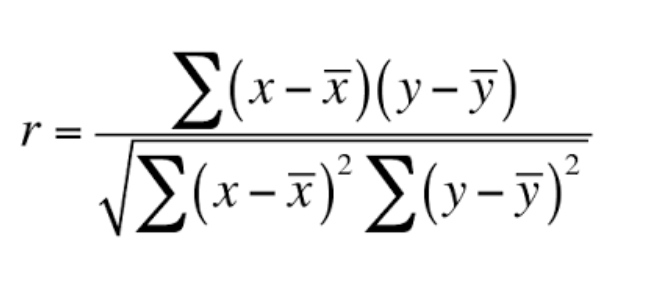 r = ∑(x − x̅)(y − y̅) / √∑(x − x̅)² ∑(y − y̅)²